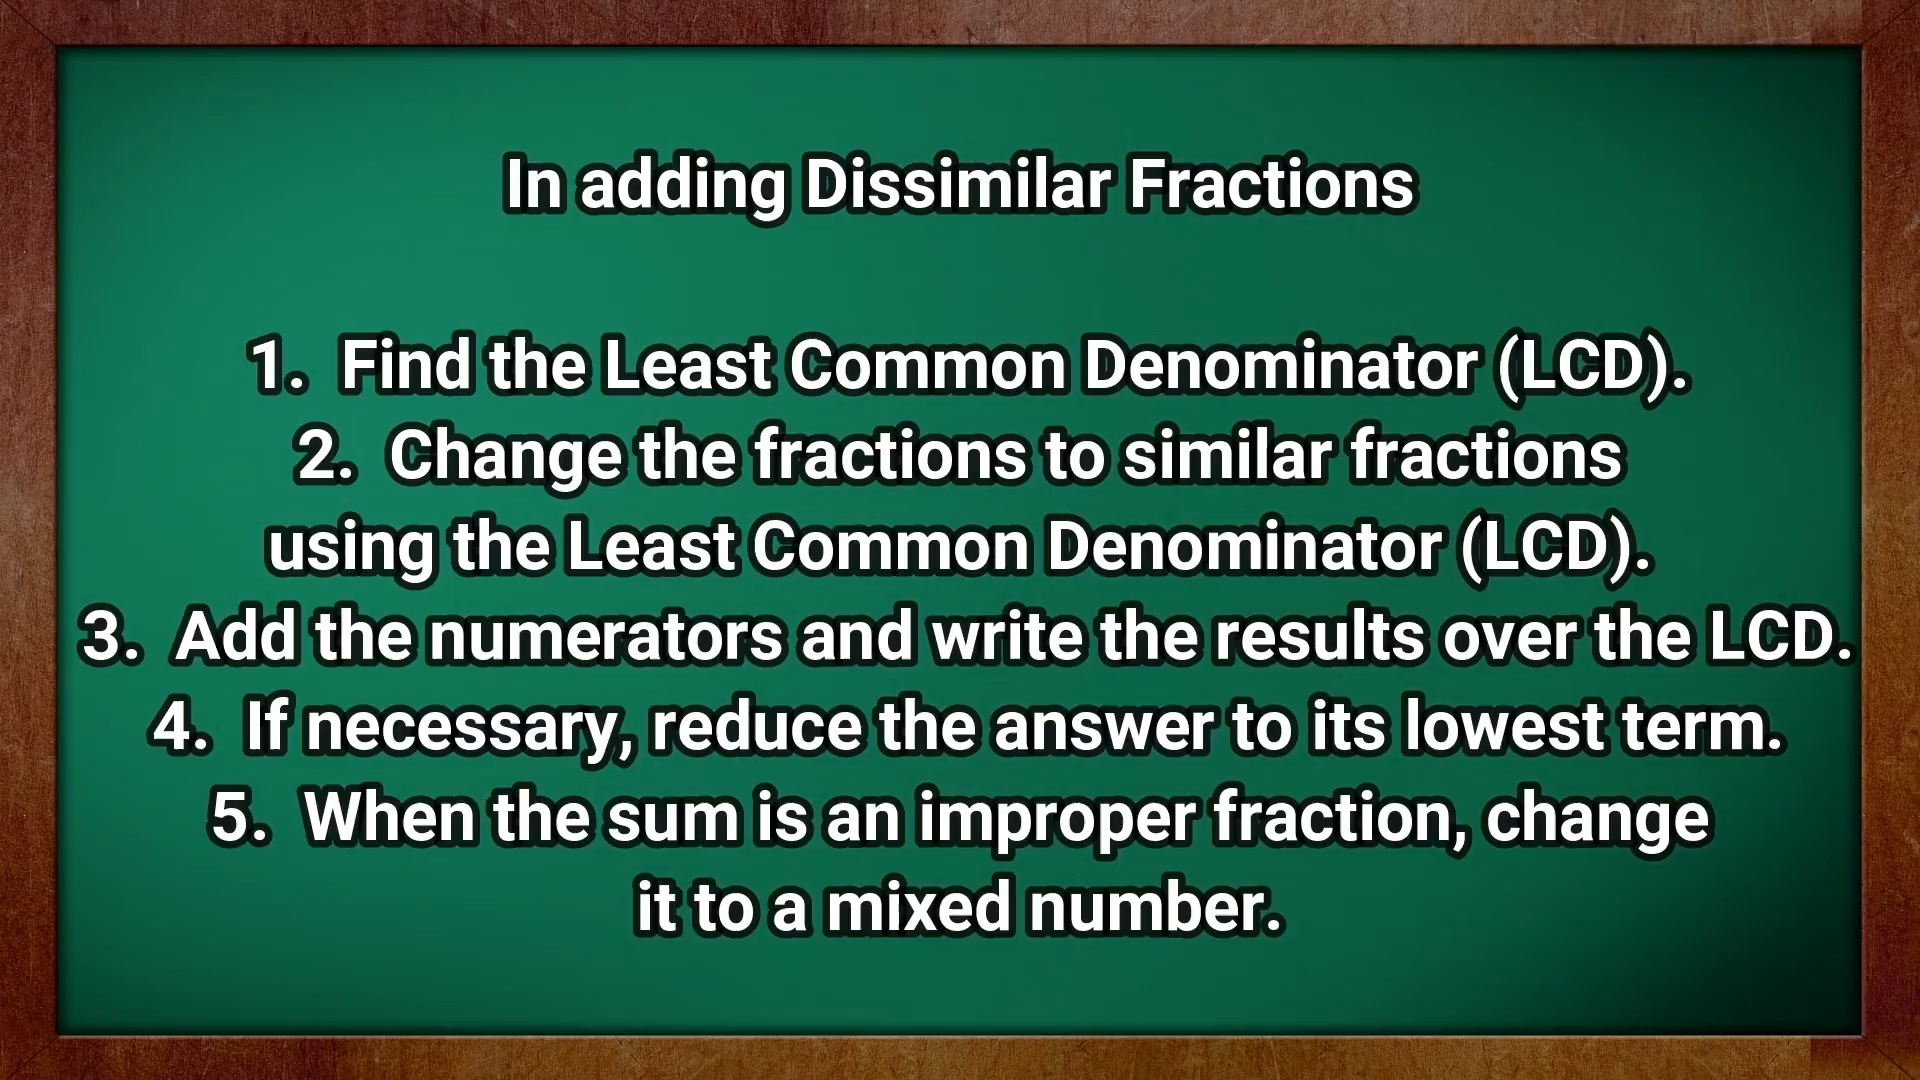 In adding Dissimilar Fractions
1. Find the Least Common Denominator (LCD).
2. Change the fractions to similar fractions
using the Least Common Denominator (LCD).
3. Add the numerators and write the results over the LCD.
4. If necessary, reduce the answer to its lowest term.
5. When the sum is an improper fraction, change
it to a mixed number.